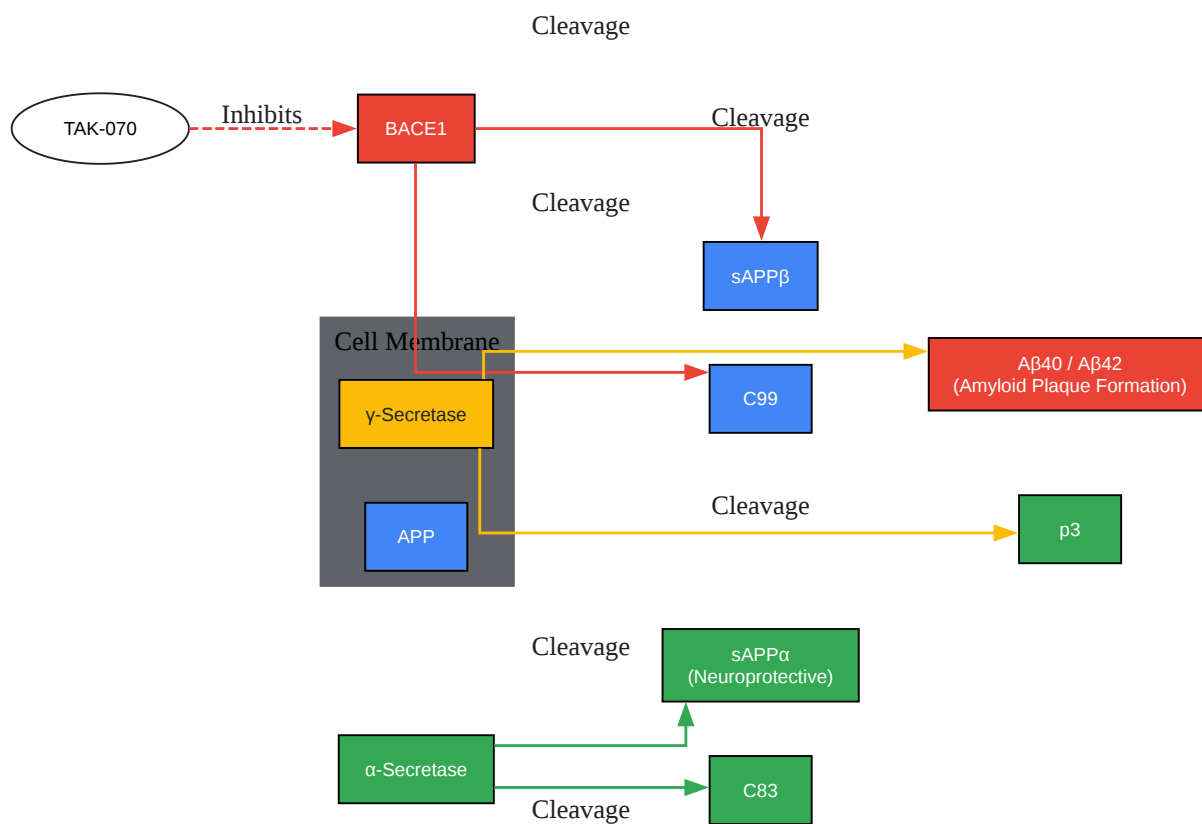 Cleavage
TAK-070
Inhibits
BACE1
Cleavage
Cleavage
sAPPβ
Cell Membrane
Aβ40 / Aβ42
(Amyloid Plaque Formation)
C99
γ-Secretase
Cleavage
APP
p3
Cleavage
sAPPα
(Neuroprotective)
α-Secretase
C83
Cleavage